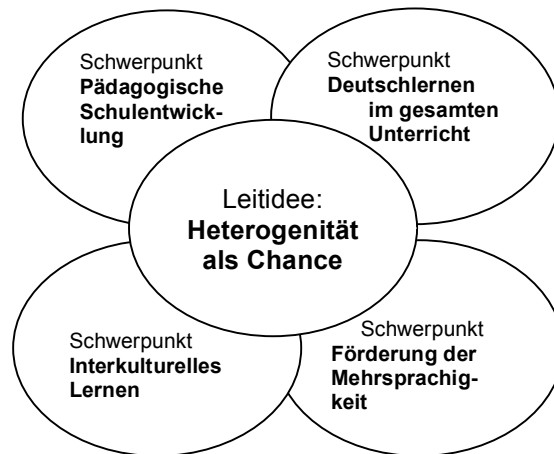 Schwerpunkt
Pädagogische
Schulentwick-
lung
Schwerpunkt
Deutschlernen
im gesamten
Unterricht
Leitidee:
Heterogenität
als Chance
Schwerpunkt
Interkulturelles
Lernen
Schwerpunkt
Förderung der
Mehrsprachig-
keit